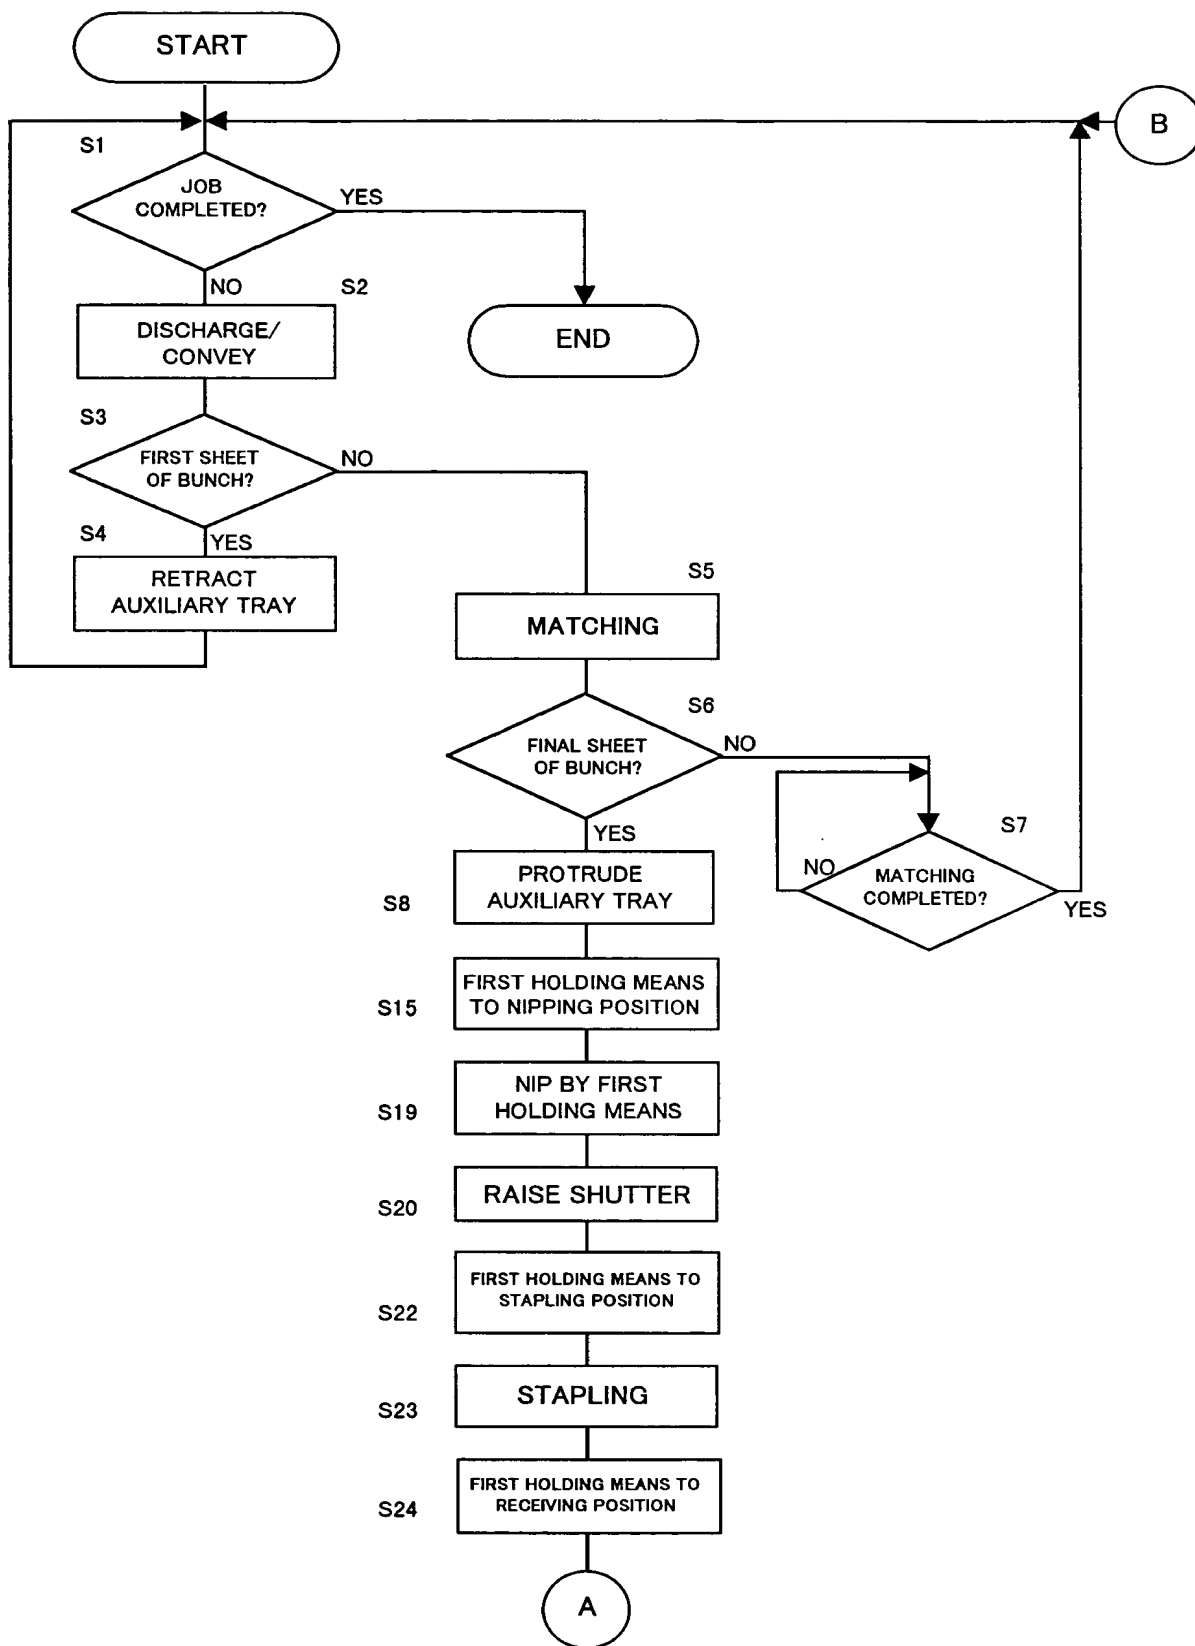 START
B
S1
JOB
COMPLETED?
YES
NO
S2
DISCHARGE/
CONVEY
END
S3
FIRST SHEET
OF BUNCH?
NO
S4
YES
RETRACT
AUXILIARY TRAY
S5
MATCHING
S6
FINAL SHEET
OF BUNCH?
NO
YES
S7
NO
MATCHING
COMPLETED?
YES
PROTRUDE
AUXILIARY TRAY
S8
FIRST HOLDING MEANS
TO NIPPING POSITION
S15
NIP BY FIRST
HOLDING MEANS
S19
RAISE SHUTTER
S20
FIRST HOLDING MEANS TO
STAPLING POSITION
S22
STAPLING
S23
FIRST HOLDING MEANS TO
RECEIVING POSITION
S24
A